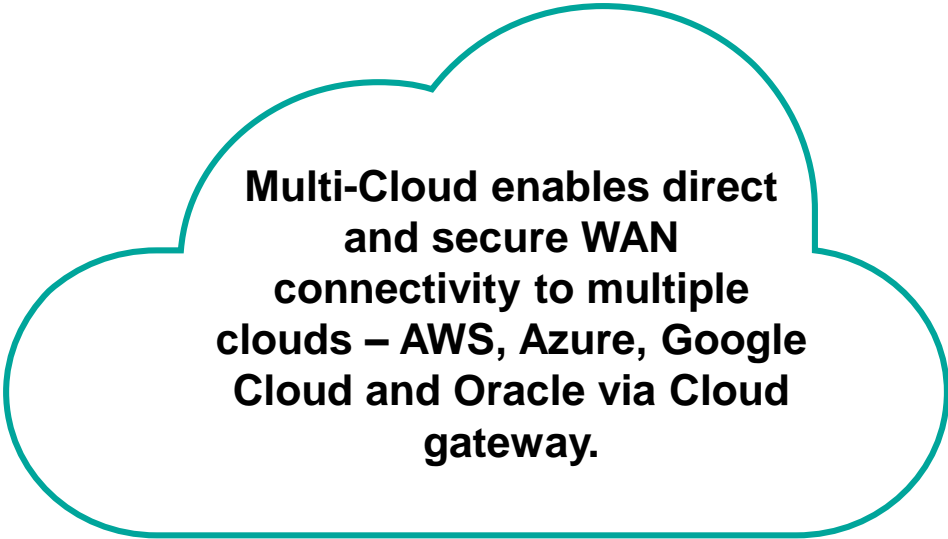 Multi-Cloud enables direct
and secure WAN
connectivity to multiple
clouds – AWS, Azure, Google
Cloud and Oracle via Cloud
gateway.